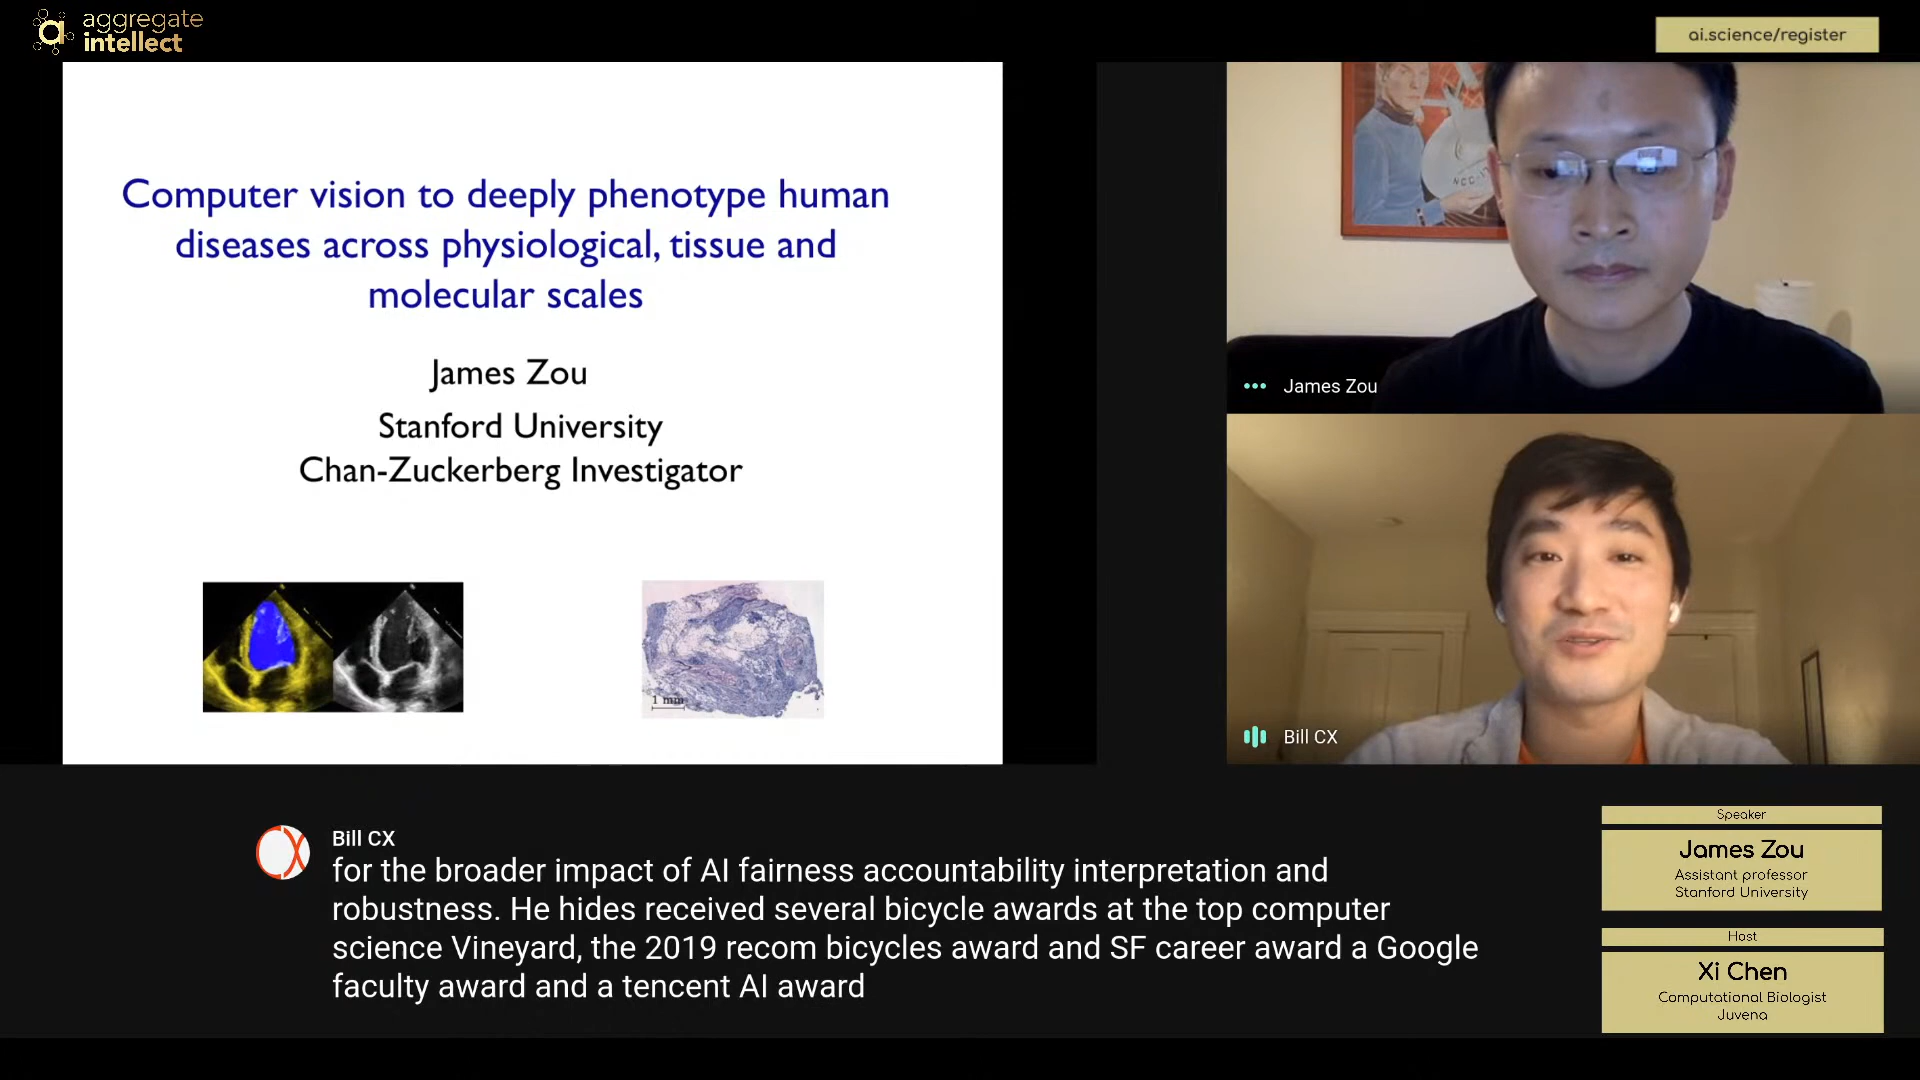 aggregate
intellect
ai.science/register
Computer vision to deeply phenotype human
diseases across physiological, tissue and
molecular scales
James Zou
Stanford University
Chan-Zuckerberg Investigator
1 mm
NCC-17
James Zou
Bill CX
Bill CX
for the broader impact of AI fairness accountability interpretation and
robustness. He hides received several bicycle awards at the top computer
science Vineyard, the 2019 recom bicycles award and SF career award a Google
faculty award and a tencent AI award
Speaker
James Zou
Assistant professor
Stanford University
Host
Xi Chen
Computational Biologist
Juvena